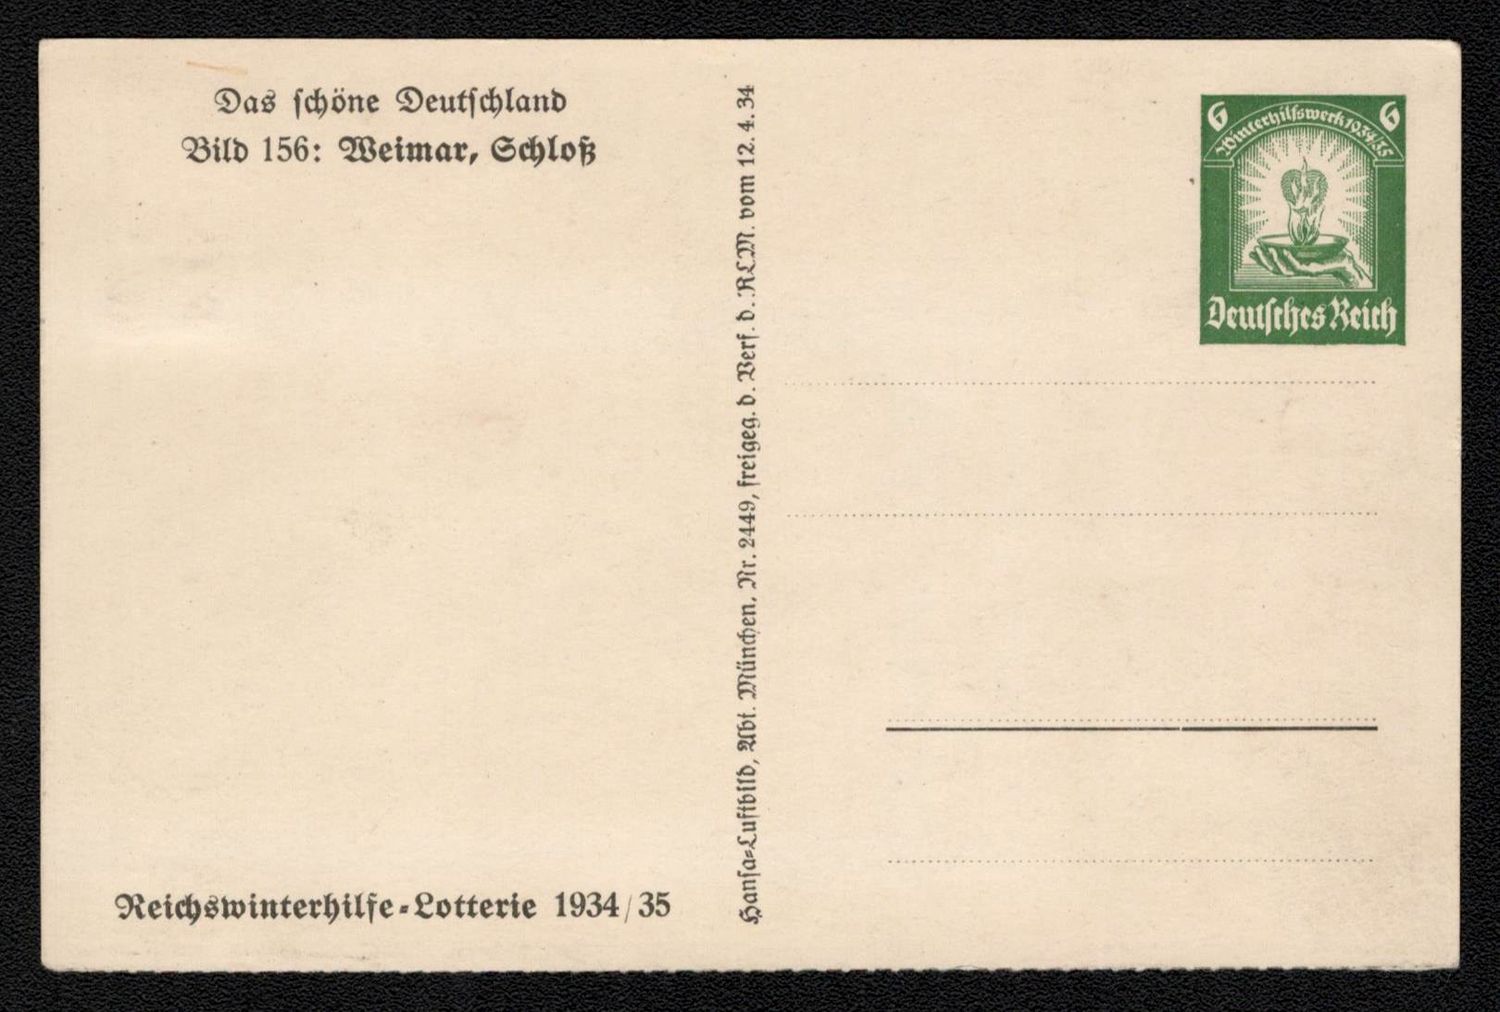 Das schöne Deutschland
Bild 156: Weimar, Schloß
Reichswinterhilfe-Lotterie 1934/35
Hansa-Luftbild, Abt. München, Nr. 2449, freigeg. d. Verf. d. RLM. vom 12. 4. 34
6 6
Winterhilfswerk 1934/35
Deutsches Reich